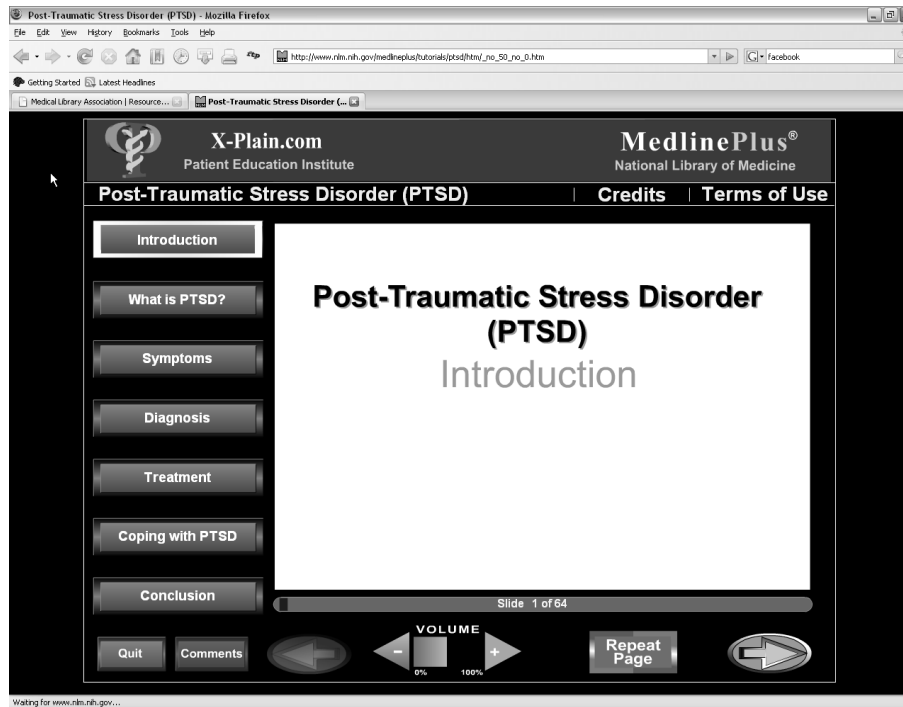 Post-Traumatic Stress Disorder (PTSD) - Mozilla Firefox
File Edit View History Bookmarks Tools Help
http://www.nlm.nih.gov/medlineplus/tutorials/ptsd/htm/_no_50_no_0.htm
G facebook
Getting Started Latest Headlines
Medical Library Association | Resource...
Post-Traumatic Stress Disorder (...
X-Plain.com
Patient Education Institute
MedlinePlus®
National Library of Medicine
Post-Traumatic Stress Disorder (PTSD) | Credits | Terms of Use
Introduction
What is PTSD?
Symptoms
Diagnosis
Treatment
Coping with PTSD
Conclusion
Post-Traumatic Stress Disorder
(PTSD)
Introduction
Slide 1 of 64
Quit
Comments
VOLUME
-
+
0% 100%
Repeat
Page
Waiting for www.nlm.nih.gov...